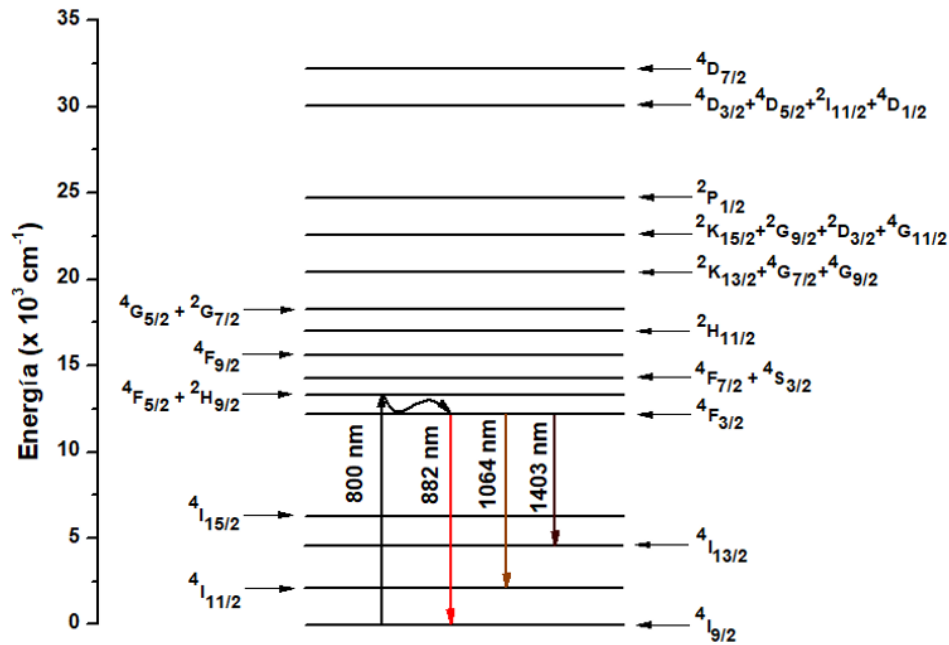 Energía (x 10³ cm⁻¹)
35
30
25
20
15
10
5
0
⁴G₅/₂ + ²G₇/₂
⁴F₉/₂
⁴F₅/₂ + ²H₉/₂
⁴I₁₅/₂
⁴I₁₁/₂
800 nm
882 nm
1064 nm
1403 nm
⁴D₇/₂
⁴D₃/₂+⁴D₅/₂+²I₁₁/₂+⁴D₁/₂
²P₁/₂
²K₁₅/₂+²G₉/₂+²D₃/₂+⁴G₁₁/₂
²K₁₃/₂+⁴G₇/₂+⁴G₉/₂
²H₁₁/₂
⁴F₇/₂ + ⁴S₃/₂
⁴F₃/₂
⁴I₁₃/₂
⁴I₉/₂